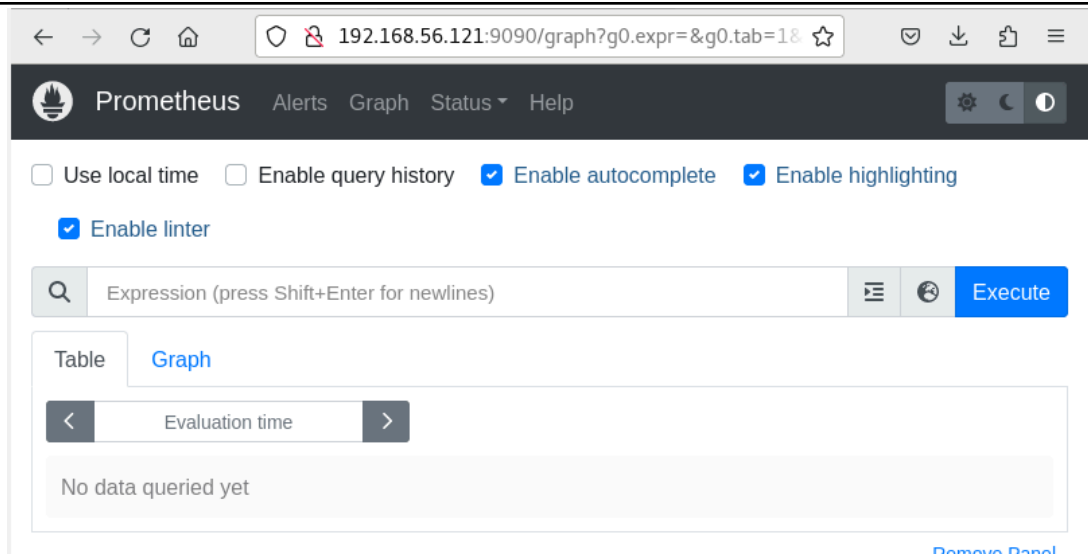 192.168.56.121:9090/graph?g0.expr=&g0.tab=1&
Prometheus Alerts Graph Status Help
Use local time Enable query history Enable autocomplete Enable highlighting
Enable linter
Expression (press Shift+Enter for newlines) Execute
Table Graph
Evaluation time
No data queried yet
Remove Panel